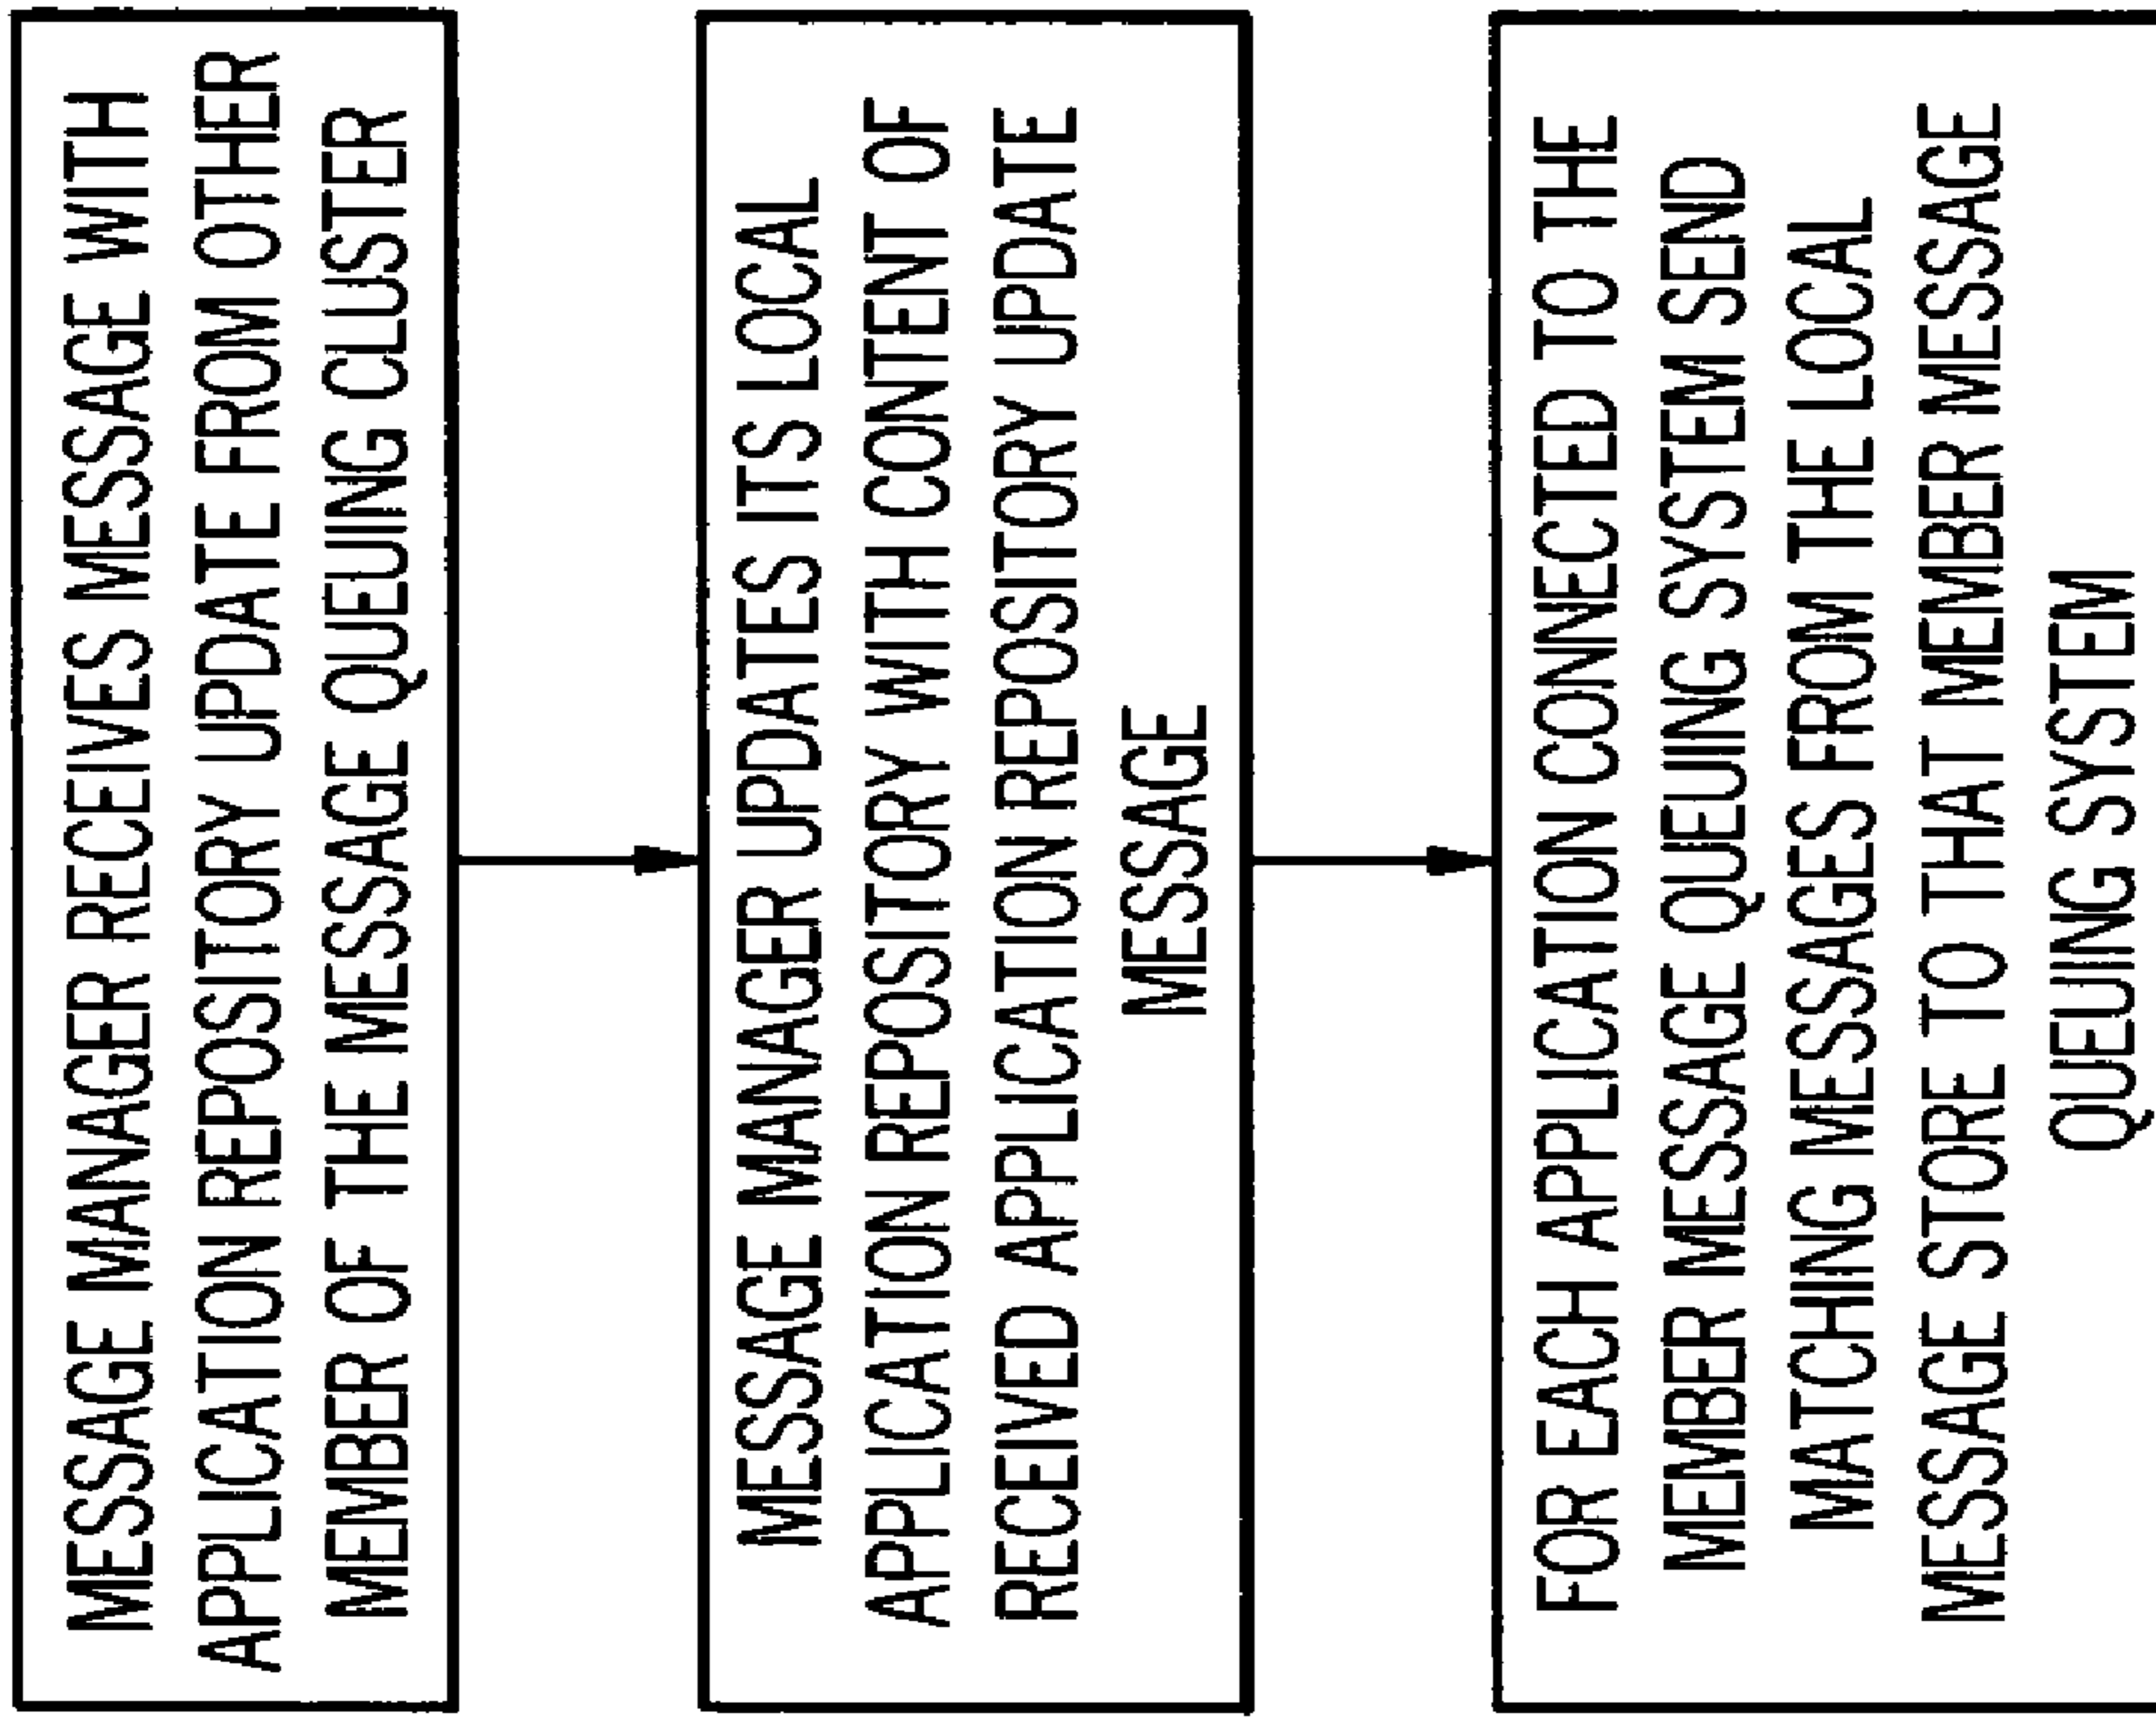 MESSAGE MANAGER RECEIVES MESSAGE WITH
APPLICATION REPOSITORY UPDATE FROM OTHER
MEMBER OF THE MESSAGE QUEUING CLUSTER
MESSAGE MANAGER UPDATES ITS LOCAL
APPLICATION REPOSITORY WITH CONTENT OF
RECEIVED APPLICATION REPOSITORY UPDATE
MESSAGE
FOR EACH APPLICATION CONNECTED TO THE
MEMBER MESSAGE QUEUING SYSTEM SEND
MATCHING MESSAGES FROM THE LOCAL
MESSAGE STORE TO THAT MEMBER MESSAGE
QUEUING SYSTEM